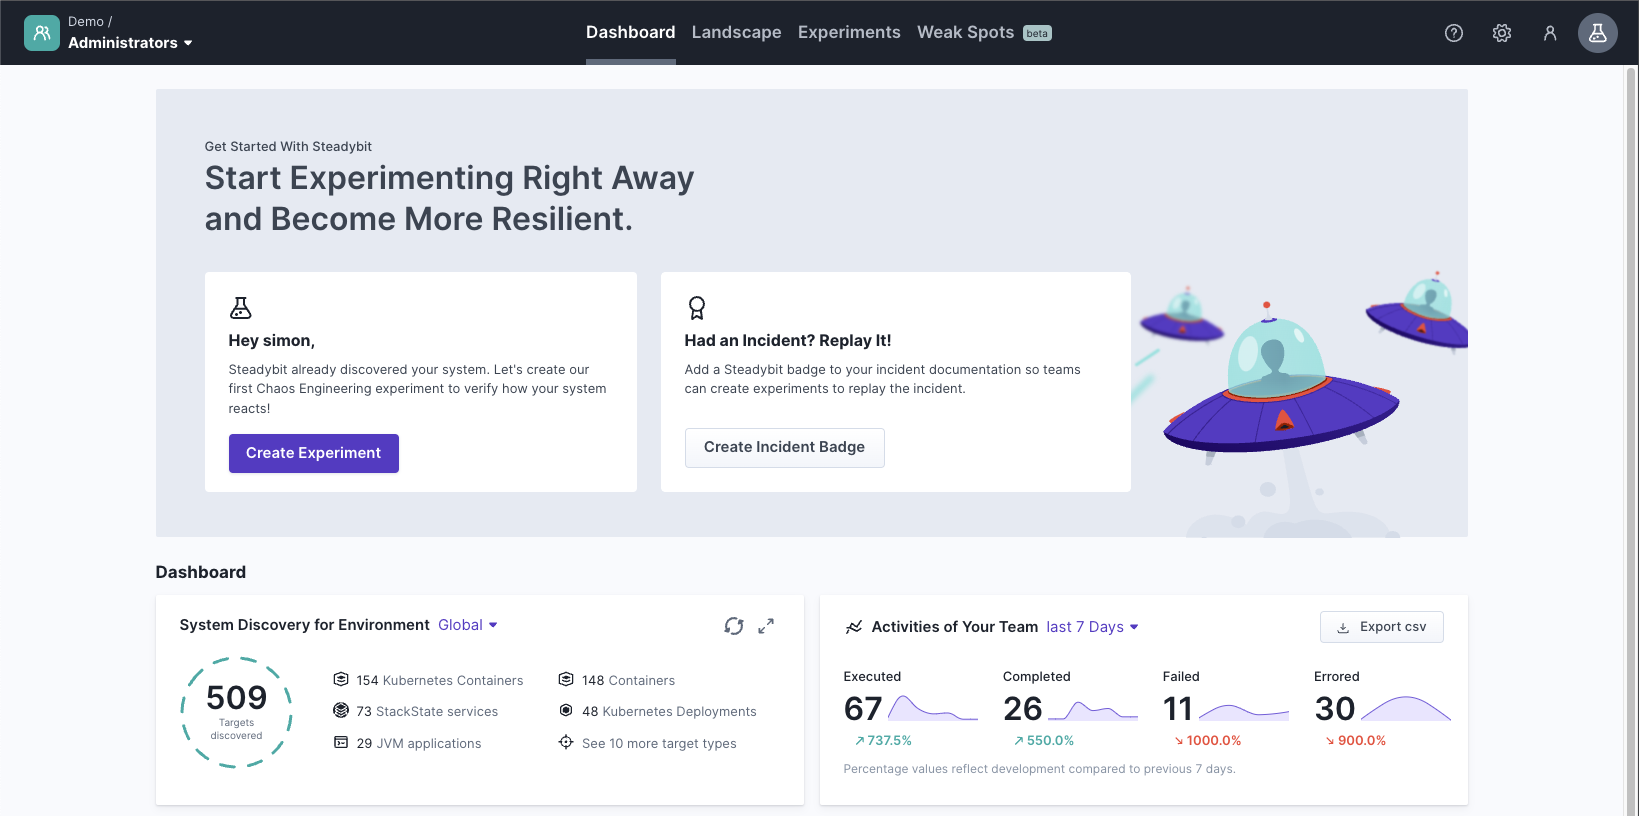 Demo /
Administrators
Dashboard
Landscape
Experiments
Weak Spots beta
Get Started With Steadybit
Start Experimenting Right Away
and Become More Resilient.
Hey simon,
Steadybit already discovered your system. Let's create our
first Chaos Engineering experiment to verify how your system
reacts!
Create Experiment
Had an Incident? Replay It!
Add a Steadybit badge to your incident documentation so teams
can create experiments to replay the incident.
Create Incident Badge
Dashboard
System Discovery for Environment Global
509
Targets
discovered
154 Kubernetes Containers
148 Containers
73 StackState services
48 Kubernetes Deployments
29 JVM applications
See 10 more target types
Activities of Your Team last 7 Days
Export csv
Executed
67
737.5%
Completed
26
550.0%
Failed
11
1000.0%
Errored
30
900.0%
Percentage values reflect development compared to previous 7 days.